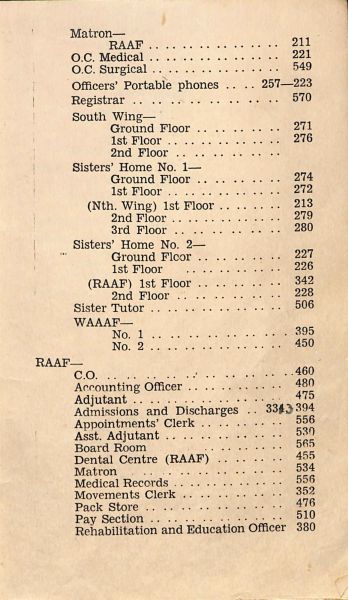 Matron—
RAAF . . . . . . . . . . . . . . . 211
O.C. Medical . . . . . . . . . . . . . . . 221
O.C. Surgical . . . . . . . . . . . . . . . 549
Officers' Portable phones . . . . 257—223
Registrar . . . . . . . . . . . . . . . . . 570
South Wing—
Ground Floor . . . . . . . . . . 271
1st Floor . . . . . . . . . . . . . 276
2nd Floor . . . . . . . . . . . . .
Sisters' Home No. 1—
Ground Floor . . . . . . . . . . 274
1st Floor . . . . . . . . . . . . . 272
(Nth. Wing) 1st Floor . . . . . . . . 213
2nd Floor . . . . . . . . . . . . . 279
3rd Floor . . . . . . . . . . . . . 280
Sisters' Home No. 2—
Ground Floor . . . . . . . . . . 227
1st Floor . . . . . . . . . . . 226
(RAAF) 1st Floor . . . . . . . . . . 342
2nd Floor . . . . . . . . . . . . . 228
Sister Tutor . . . . . . . . . . . . . . . 506
WAAAF—
No. 1 . . . . . . . . . . . . . . . 395
No. 2 . . . . . . . . . . . . . . . 450
RAAF—
C.O. . . . . . . . . . . . . . . . . . . . 460
Accounting Officer . . . . . . . . . . . 480
Adjutant . . . . . . . . . . . . . . . . . 475
Admissions and Discharges . . 394
Appointments' Clerk . . . . . . . . . . 556
Asst. Adjutant . . . . . . . . . . . . . . 530
Board Room . . . . . . . . . . . . . . 565
Dental Centre (RAAF) . . . . . . . . . 455
Matron . . . . . . . . . . . . . . . . . 534
Medical Records . . . . . . . . . . . . 556
Movements Clerk . . . . . . . . . . . . 352
Pack Store . . . . . . . . . . . . . . . 476
Pay Section . . . . . . . . . . . . . . . 510
Rehabilitation and Education Officer 380